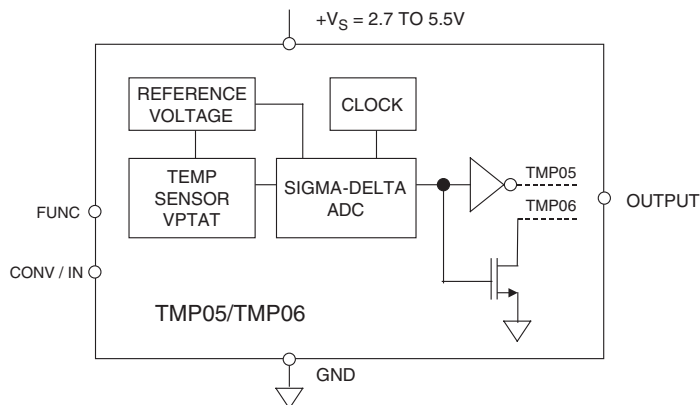 +VS = 2.7 TO 5.5V
REFERENCE
VOLTAGE
CLOCK
TEMP
SENSOR
VPTAT
SIGMA-DELTA
ADC
TMP05
TMP06
OUTPUT
FUNC
CONV / IN
TMP05/TMP06
GND